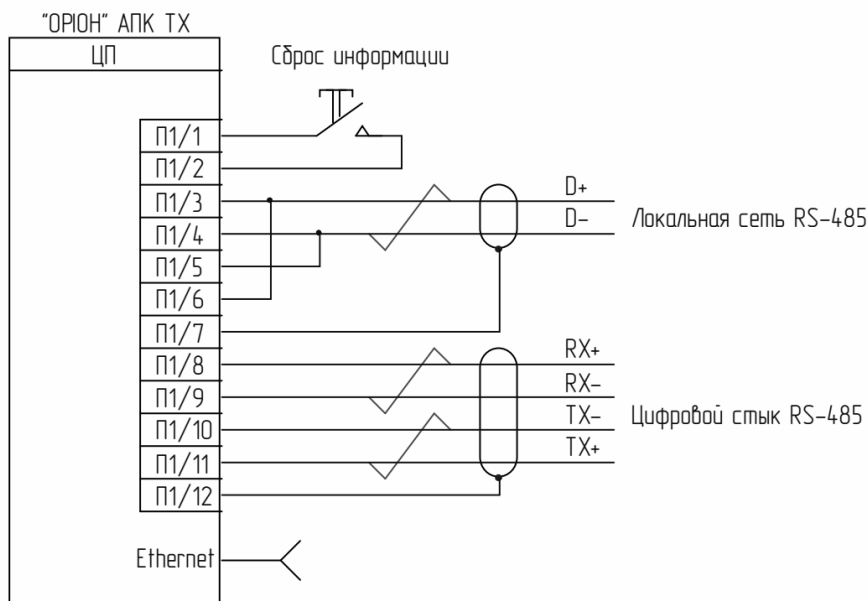 "ОРІОН" АПК ТХ
ЦП
Сброс информации
П1/1
П1/2
П1/3
D+
П1/4
D-
Локальная сеть RS-485
П1/5
П1/6
П1/7
П1/8
RX+
П1/9
RX-
П1/10
TX-
Цифровой стык RS-485
П1/11
TX+
П1/12
Ethernet